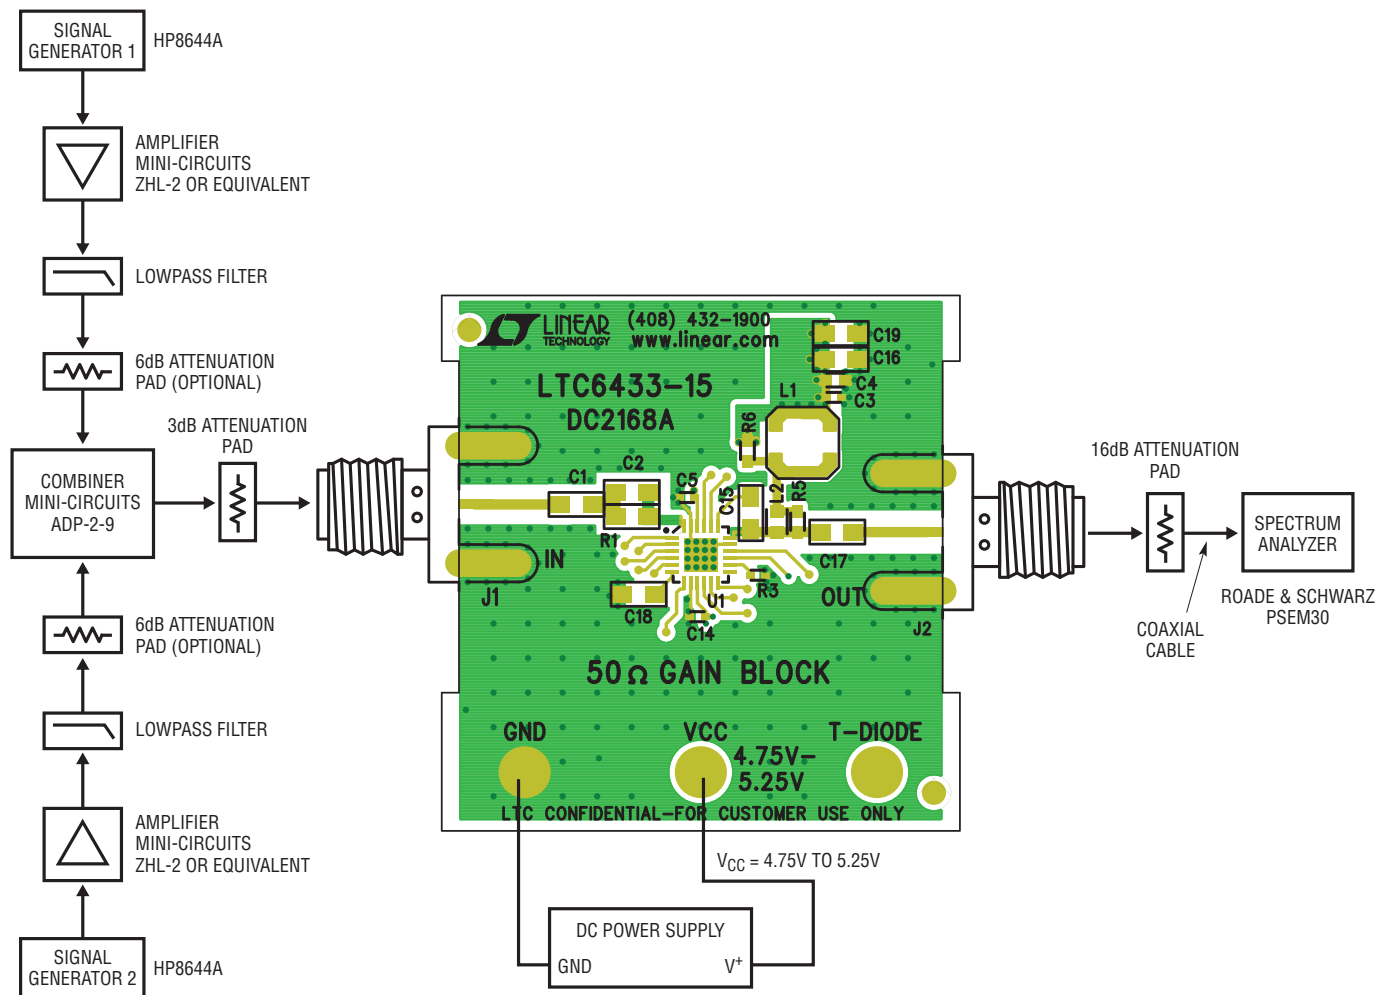 SIGNAL
GENERATOR 1
HP8644A
AMPLIFIER
MINI-CIRCUITS
ZHL-2 OR EQUIVALENT
LOWPASS FILTER
6dB ATTENUATION
PAD (OPTIONAL)
3dB ATTENUATION
PAD
COMBINER
MINI-CIRCUITS
ADP-2-9
6dB ATTENUATION
PAD (OPTIONAL)
LOWPASS FILTER
AMPLIFIER
MINI-CIRCUITS
ZHL-2 OR EQUIVALENT
SIGNAL
GENERATOR 2
HP8644A
LINEAR
TECHNOLOGY
(408) 432-1900
www.linear.com
LTC6433-15
DC2168A
C19
C16
C4
C3
L1
R6
C1
C2
C5
C15
L2
R5
R1
IN
J1
C17
R3
U1
C18
C14
OUT
J2
50Ω GAIN BLOCK
GND
VCC
4.75V-
5.25V
T-DIODE
LTC CONFIDENTIAL-FOR CUSTOMER USE ONLY
VCC = 4.75V TO 5.25V
DC POWER SUPPLY
GND
V+
16dB ATTENUATION
PAD
SPECTRUM
ANALYZER
ROADE & SCHWARZ
PSEM30
COAXIAL
CABLE